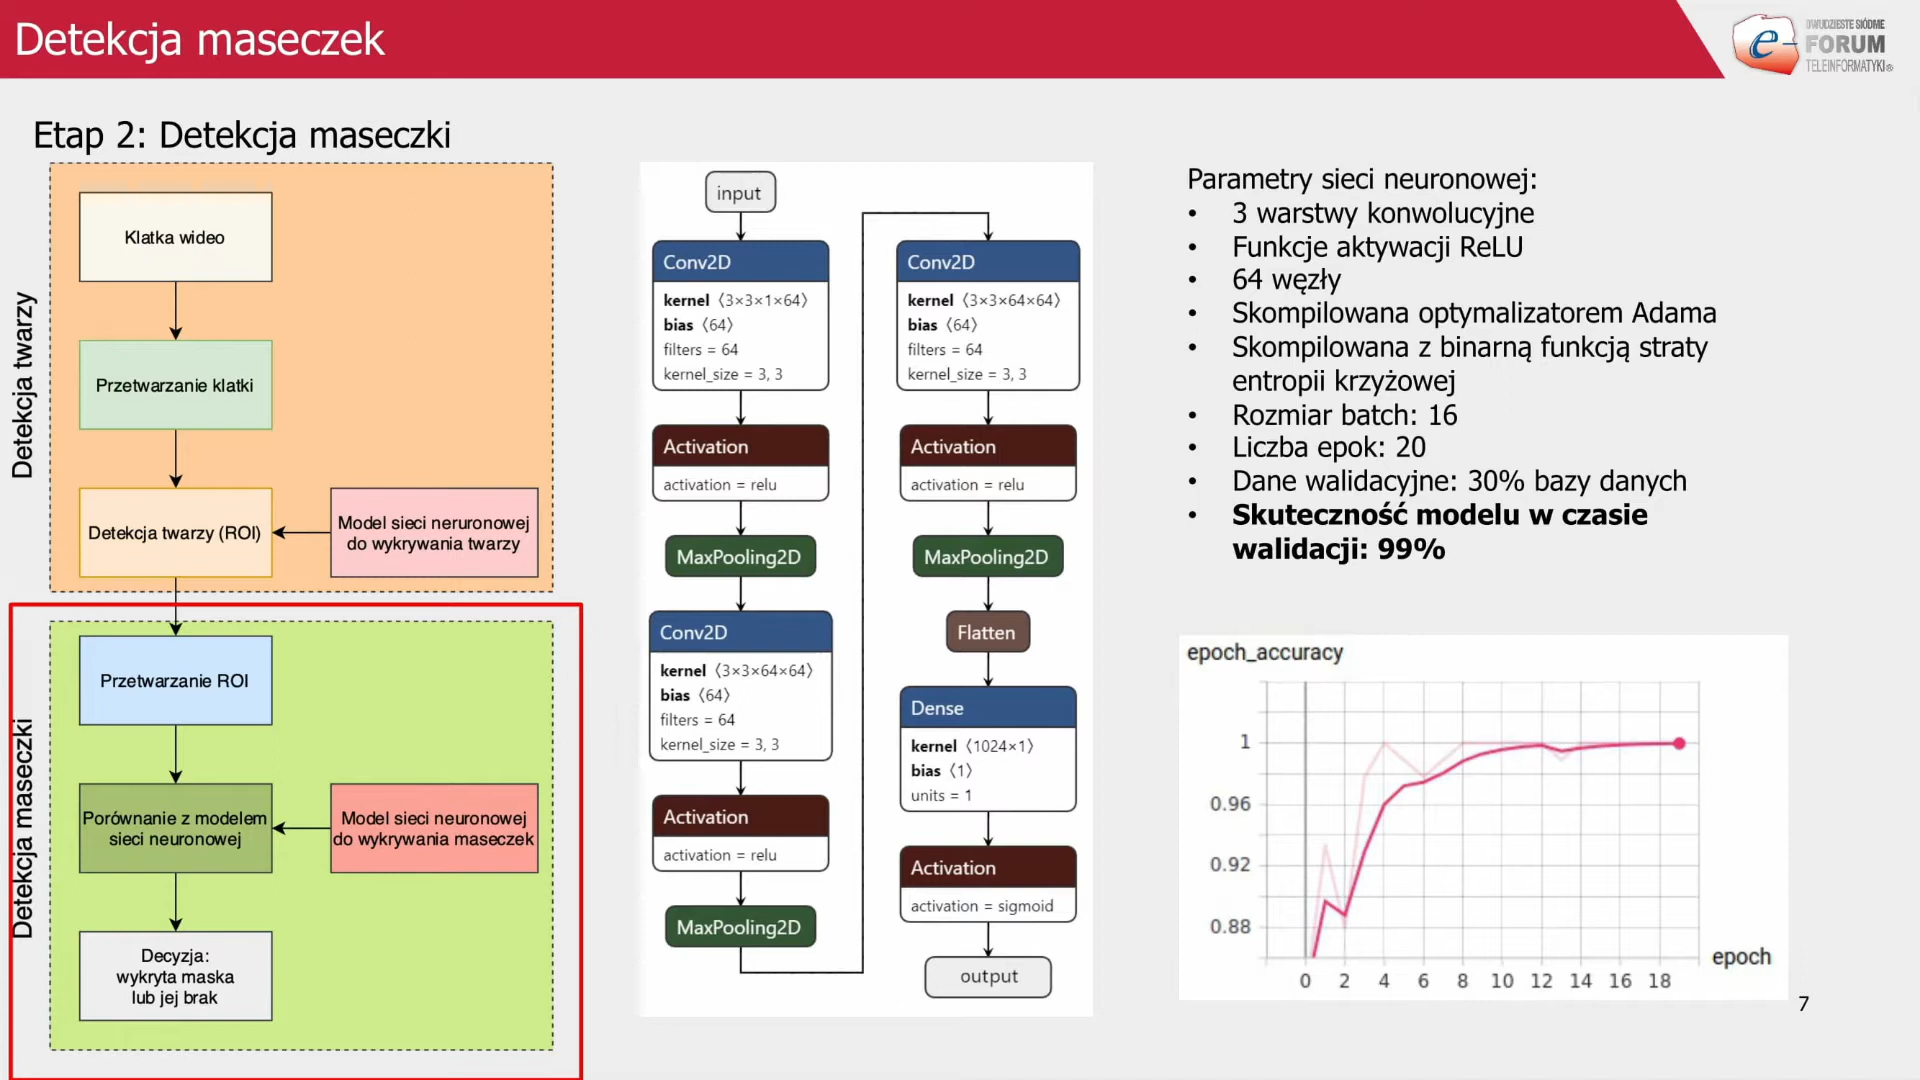 Detekcja maseczek
DWUDZIESTE SIÓDME
e-
FORUM
TELEINFORMATYKI®
Etap 2: Detekcja maseczki
Detekcja twarzy
Klatka wideo
Przetwarzanie klatki
Detekcja twarzy (ROI)
Model sieci neruronowej
do wykrywania twarzy
Detekcja maseczki
Przetwarzanie ROI
Porównanie z modelem
sieci neuronowej
Model sieci neuronowej
do wykrywania maseczek
Decyzja:
wykryta maska
lub jej brak
input
Conv2D
kernel ⟨3×3×1×64⟩
bias ⟨64⟩
filters = 64
kernel_size = 3, 3
Activation
activation = relu
MaxPooling2D
Conv2D
kernel ⟨3×3×64×64⟩
bias ⟨64⟩
filters = 64
kernel_size = 3, 3
Activation
activation = relu
MaxPooling2D
Conv2D
kernel ⟨3×3×64×64⟩
bias ⟨64⟩
filters = 64
kernel_size = 3, 3
Activation
activation = relu
MaxPooling2D
Flatten
Dense
kernel ⟨1024×1⟩
bias ⟨1⟩
units = 1
Activation
activation = sigmoid
output
Parametry sieci neuronowej:
• 3 warstwy konwolucyjne
• Funkcje aktywacji ReLU
• 64 węzły
• Skompilowana optymalizatorem Adama
• Skompilowana z binarną funkcją straty
entropii krzyżowej
• Rozmiar batch: 16
• Liczba epok: 20
• Dane walidacyjne: 30% bazy danych
• Skuteczność modelu w czasie
walidacji: 99%
epoch_accuracy
1
0.96
0.92
0.88
0 2 4 6 8 10 12 14 16 18
epoch
7